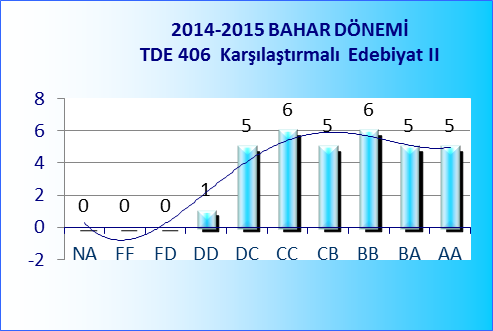 2014-2015 BAHAR DÖNEMİ
TDE 406 Karşılaştırmalı Edebiyat II
8
6
4
2
0
-2
0 0 0 1 5 6 5 6 5 5
NA FF FD DD DC CC CB BB BA AA